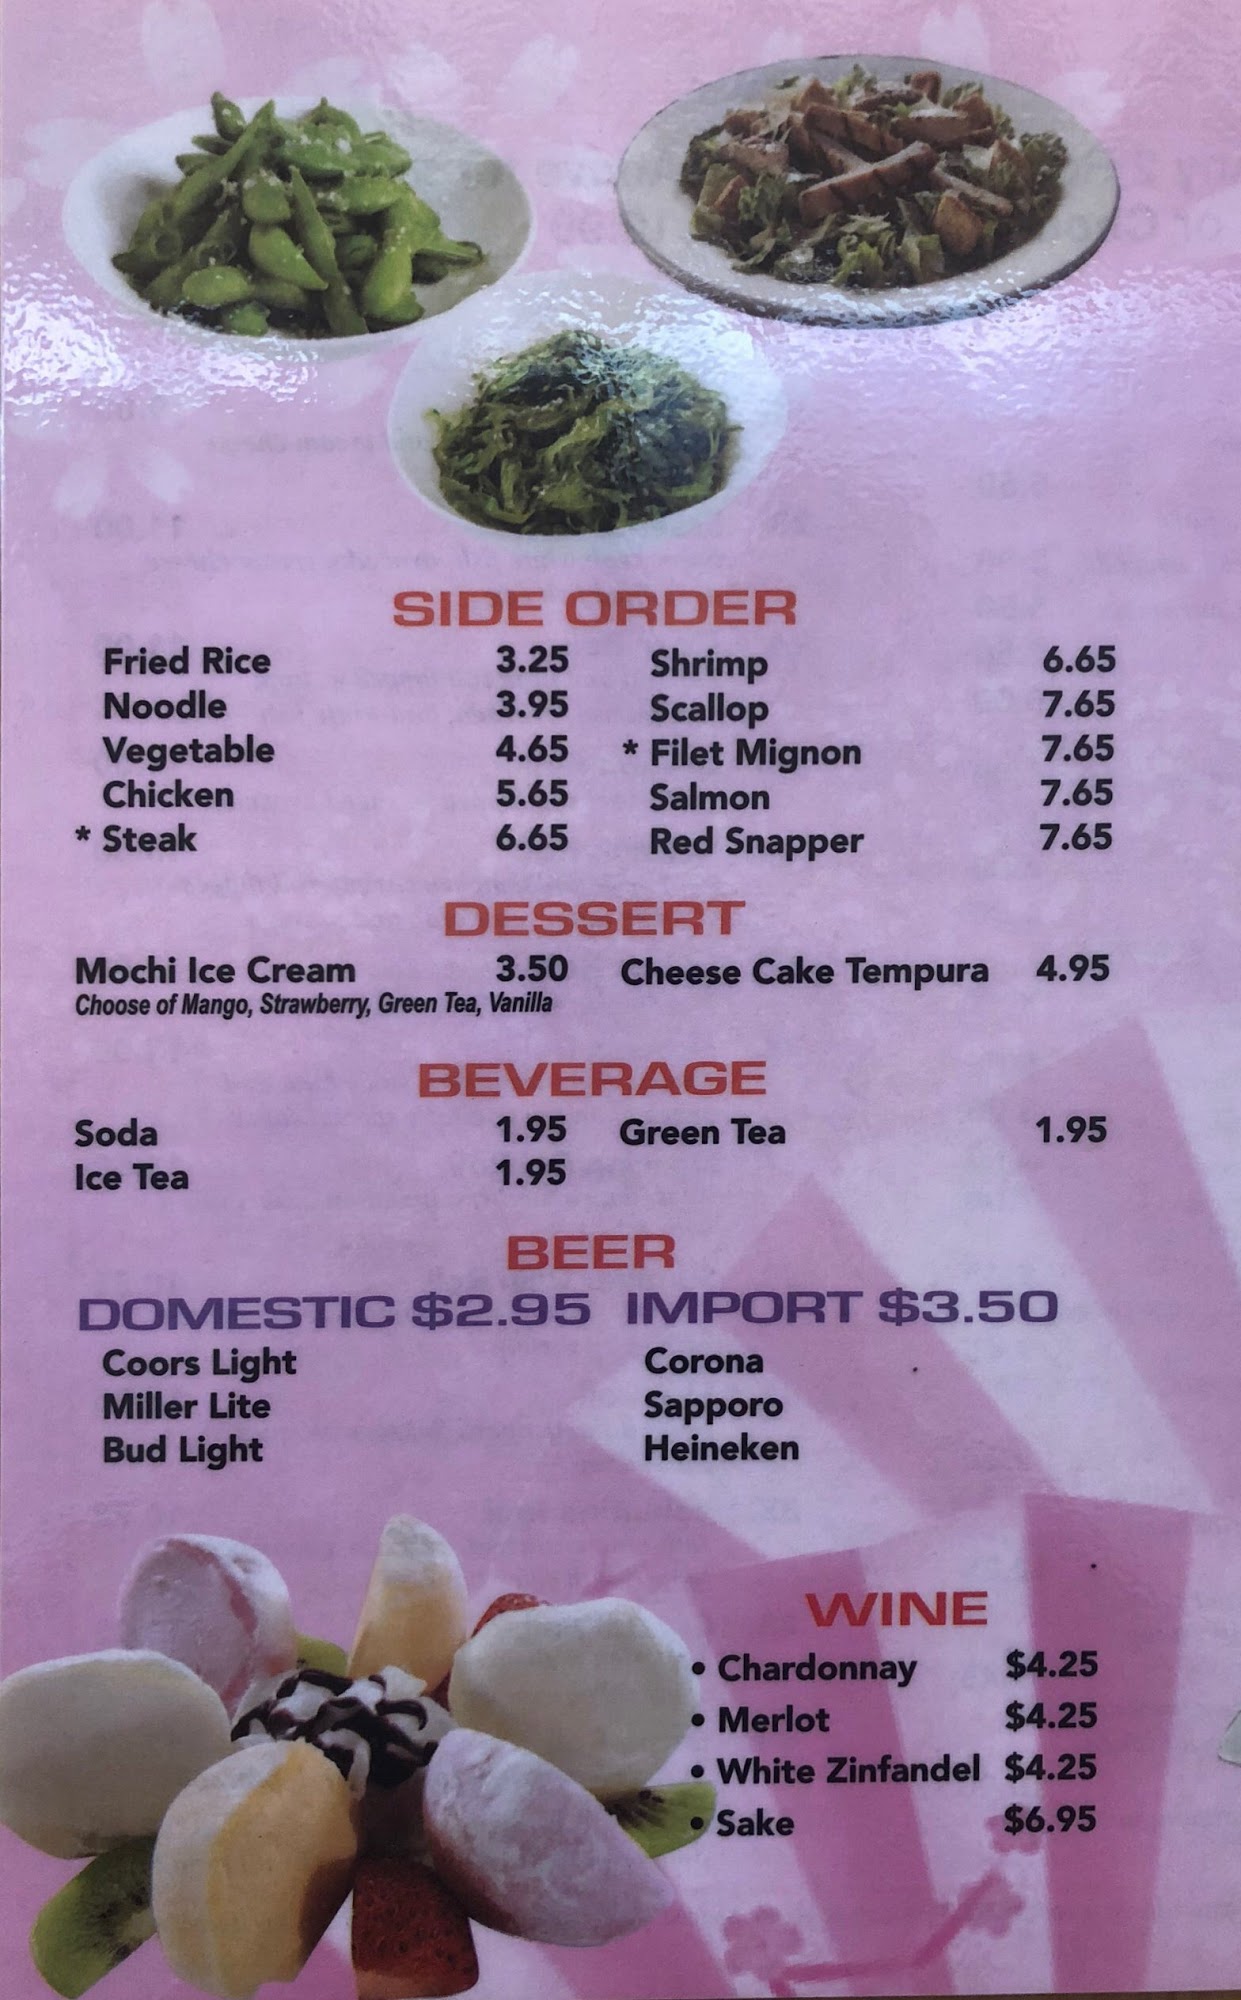 SIDE ORDER
Fried Rice 3.25 Shrimp 6.65
Noodle 3.95 Scallop 7.65
Vegetable 4.65 * Filet Mignon 7.65
Chicken 5.65 Salmon 7.65
* Steak 6.65 Red Snapper 7.65
DESSERT
Mochi Ice Cream 3.50 Cheese Cake Tempura 4.95
Choose of Mango, Strawberry, Green Tea, Vanilla
BEVERAGE
Soda 1.95 Green Tea 1.95
Ice Tea 1.95
BEER
DOMESTIC $2.95 IMPORT $3.50
Coors Light Corona
Miller Lite Sapporo
Bud Light Heineken
WINE
• Chardonnay $4.25
• Merlot $4.25
• White Zinfandel $4.25
• Sake $6.95